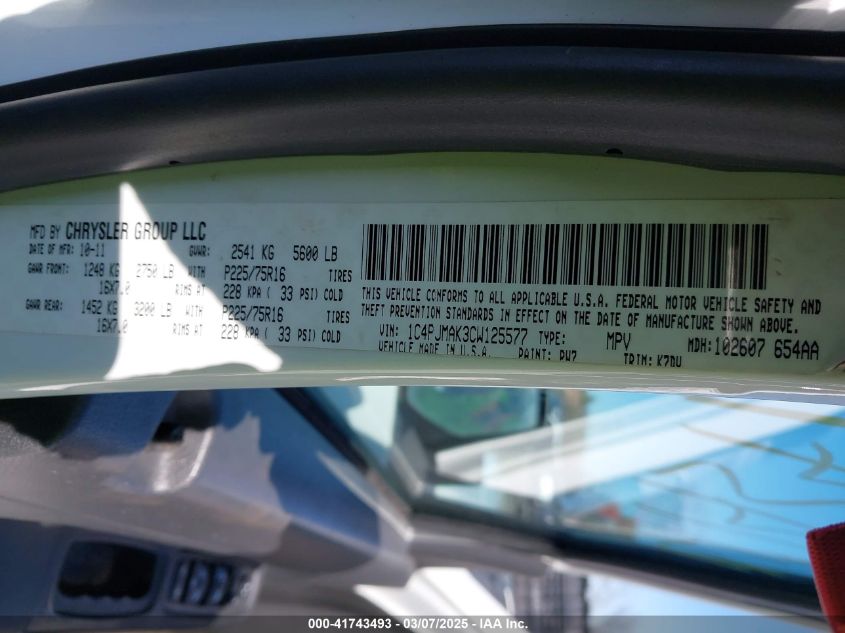 MFD BY CHRYSLER GROUP LLC
DATE OF MFR: 10-11 GVWR: 2541 KG 5600 LB
GAWR FRONT: 1248 KG 2750 LB WITH P225/75R16 TIRES
16X7.0 RIMS AT 228 KPA ( 33 PSI) COLD
GAWR REAR: 1452 KG 3200 LB WITH P225/75R16 TIRES
16X7.0 RIMS AT 228 KPA ( 33 PSI) COLD
THIS VEHICLE CONFORMS TO ALL APPLICABLE U.S.A. FEDERAL MOTOR VEHICLE SAFETY AND
THEFT PREVENTION STANDARDS IN EFFECT ON THE DATE OF MANUFACTURE SHOWN ABOVE.
VIN: 1C4PJMAK3CW125577 TYPE: MPV MDH:102607 654AA
VEHICLE MADE IN U.S.A. PAINT: PW7 TRIM: K7DV
000-41743493 - 03/07/2025 - IAA Inc.